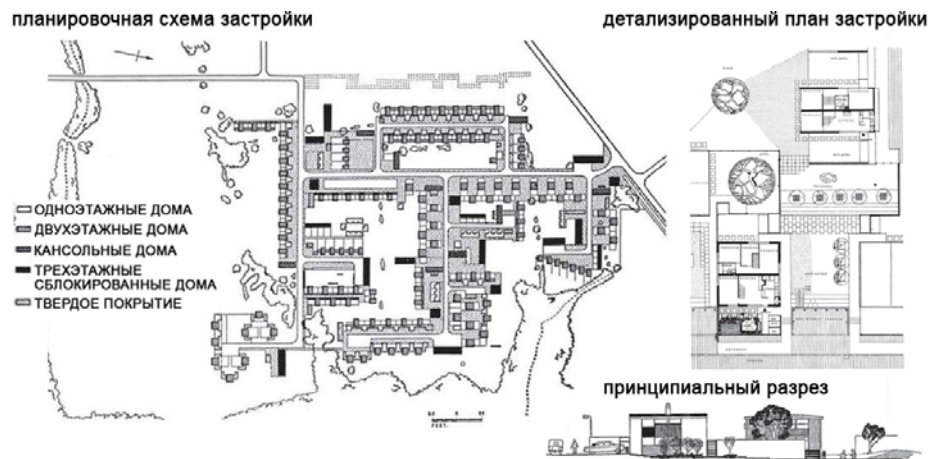 планировочная схема застройки
детализированный план застройки
ОДНОЭТАЖНЫЕ ДОМА
ДВУХЭТАЖНЫЕ ДОМА
КАНСОЛЬНЫЕ ДОМА
ТРЕХЭТАЖНЫЕ
СБЛОКИРОВАННЫЕ ДОМА
ТВЕРДОЕ ПОКРЫТИЕ
принципиальный разрез
FEET.